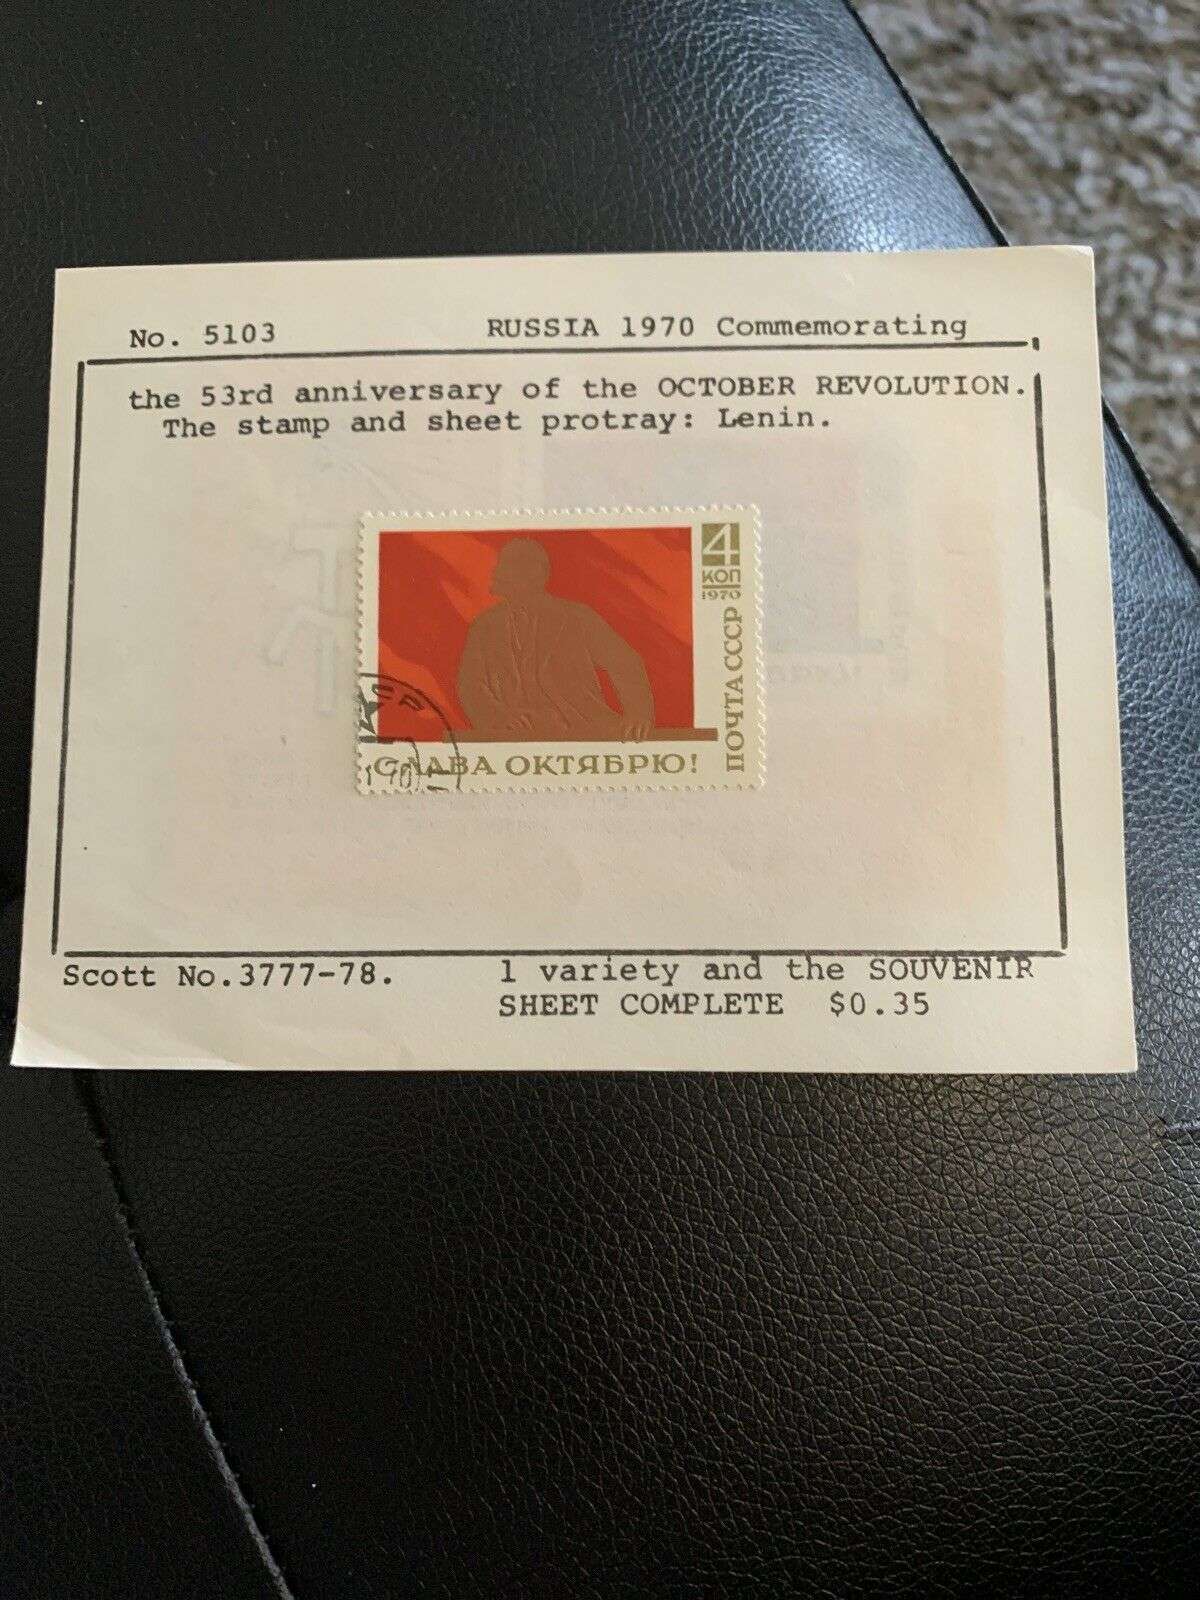 No. 5103 RUSSIA 1970 Commemorating
the 53rd anniversary of the OCTOBER REVOLUTION.
The stamp and sheet protray: Lenin.
4
КОП
1970
ПОЧТА СССР
СЛАВА ОКТЯБРЮ!
Scott No.3777-78. 1 variety and the SOUVENIR
SHEET COMPLETE $0.35